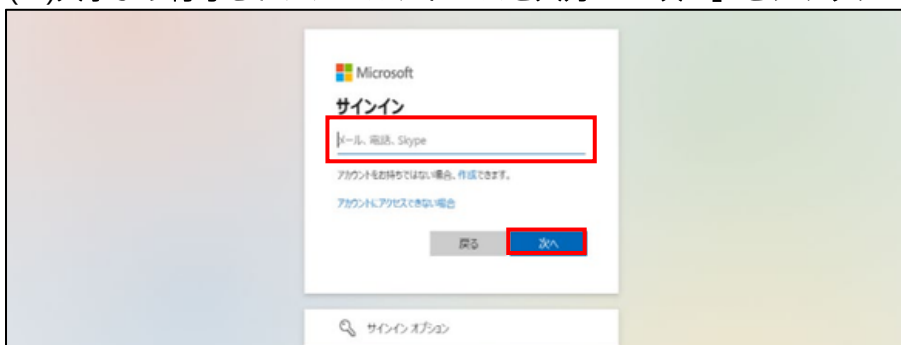 Microsoft
サインイン
メール、電話、Skype
アカウントをお持ちではない場合、作成できます。
アカウントにアクセスできない場合
戻る 次へ
サインイン オプション